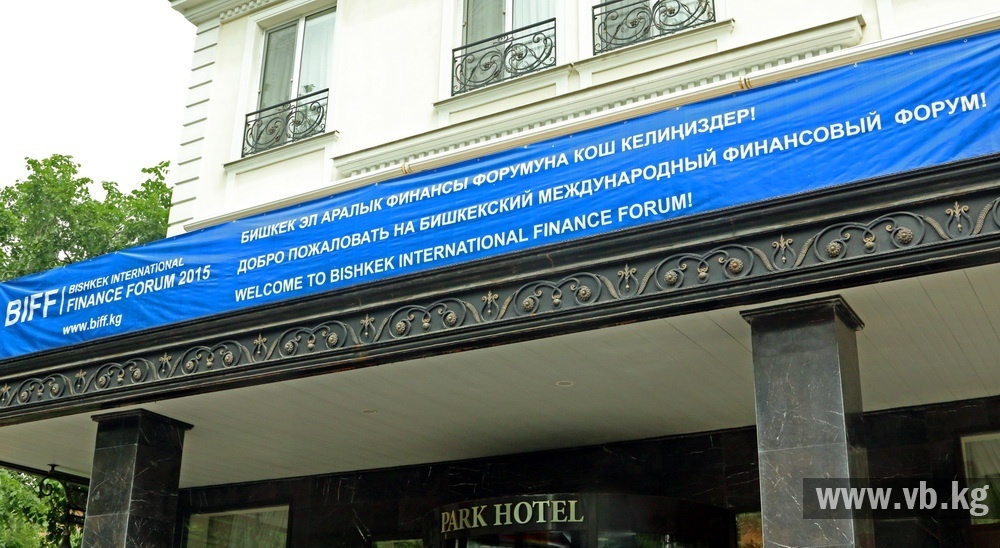 BIFF
BISHKEK INTERNATIONAL
FINANCE FORUM 2015
www.biff.kg
БИШКЕК ЭЛ АРАЛЫК ФИНАНСЫ ФОРУМУНА КОШ КЕЛИҢИЗДЕР!
ДОБРО ПОЖАЛОВАТЬ НА БИШКЕКСКИЙ МЕЖДУНАРОДНЫЙ ФИНАНСОВЫЙ ФОРУМ!
WELCOME TO BISHKEK INTERNATIONAL FINANCE FORUM!
PARK HOTEL
www.vb.kg